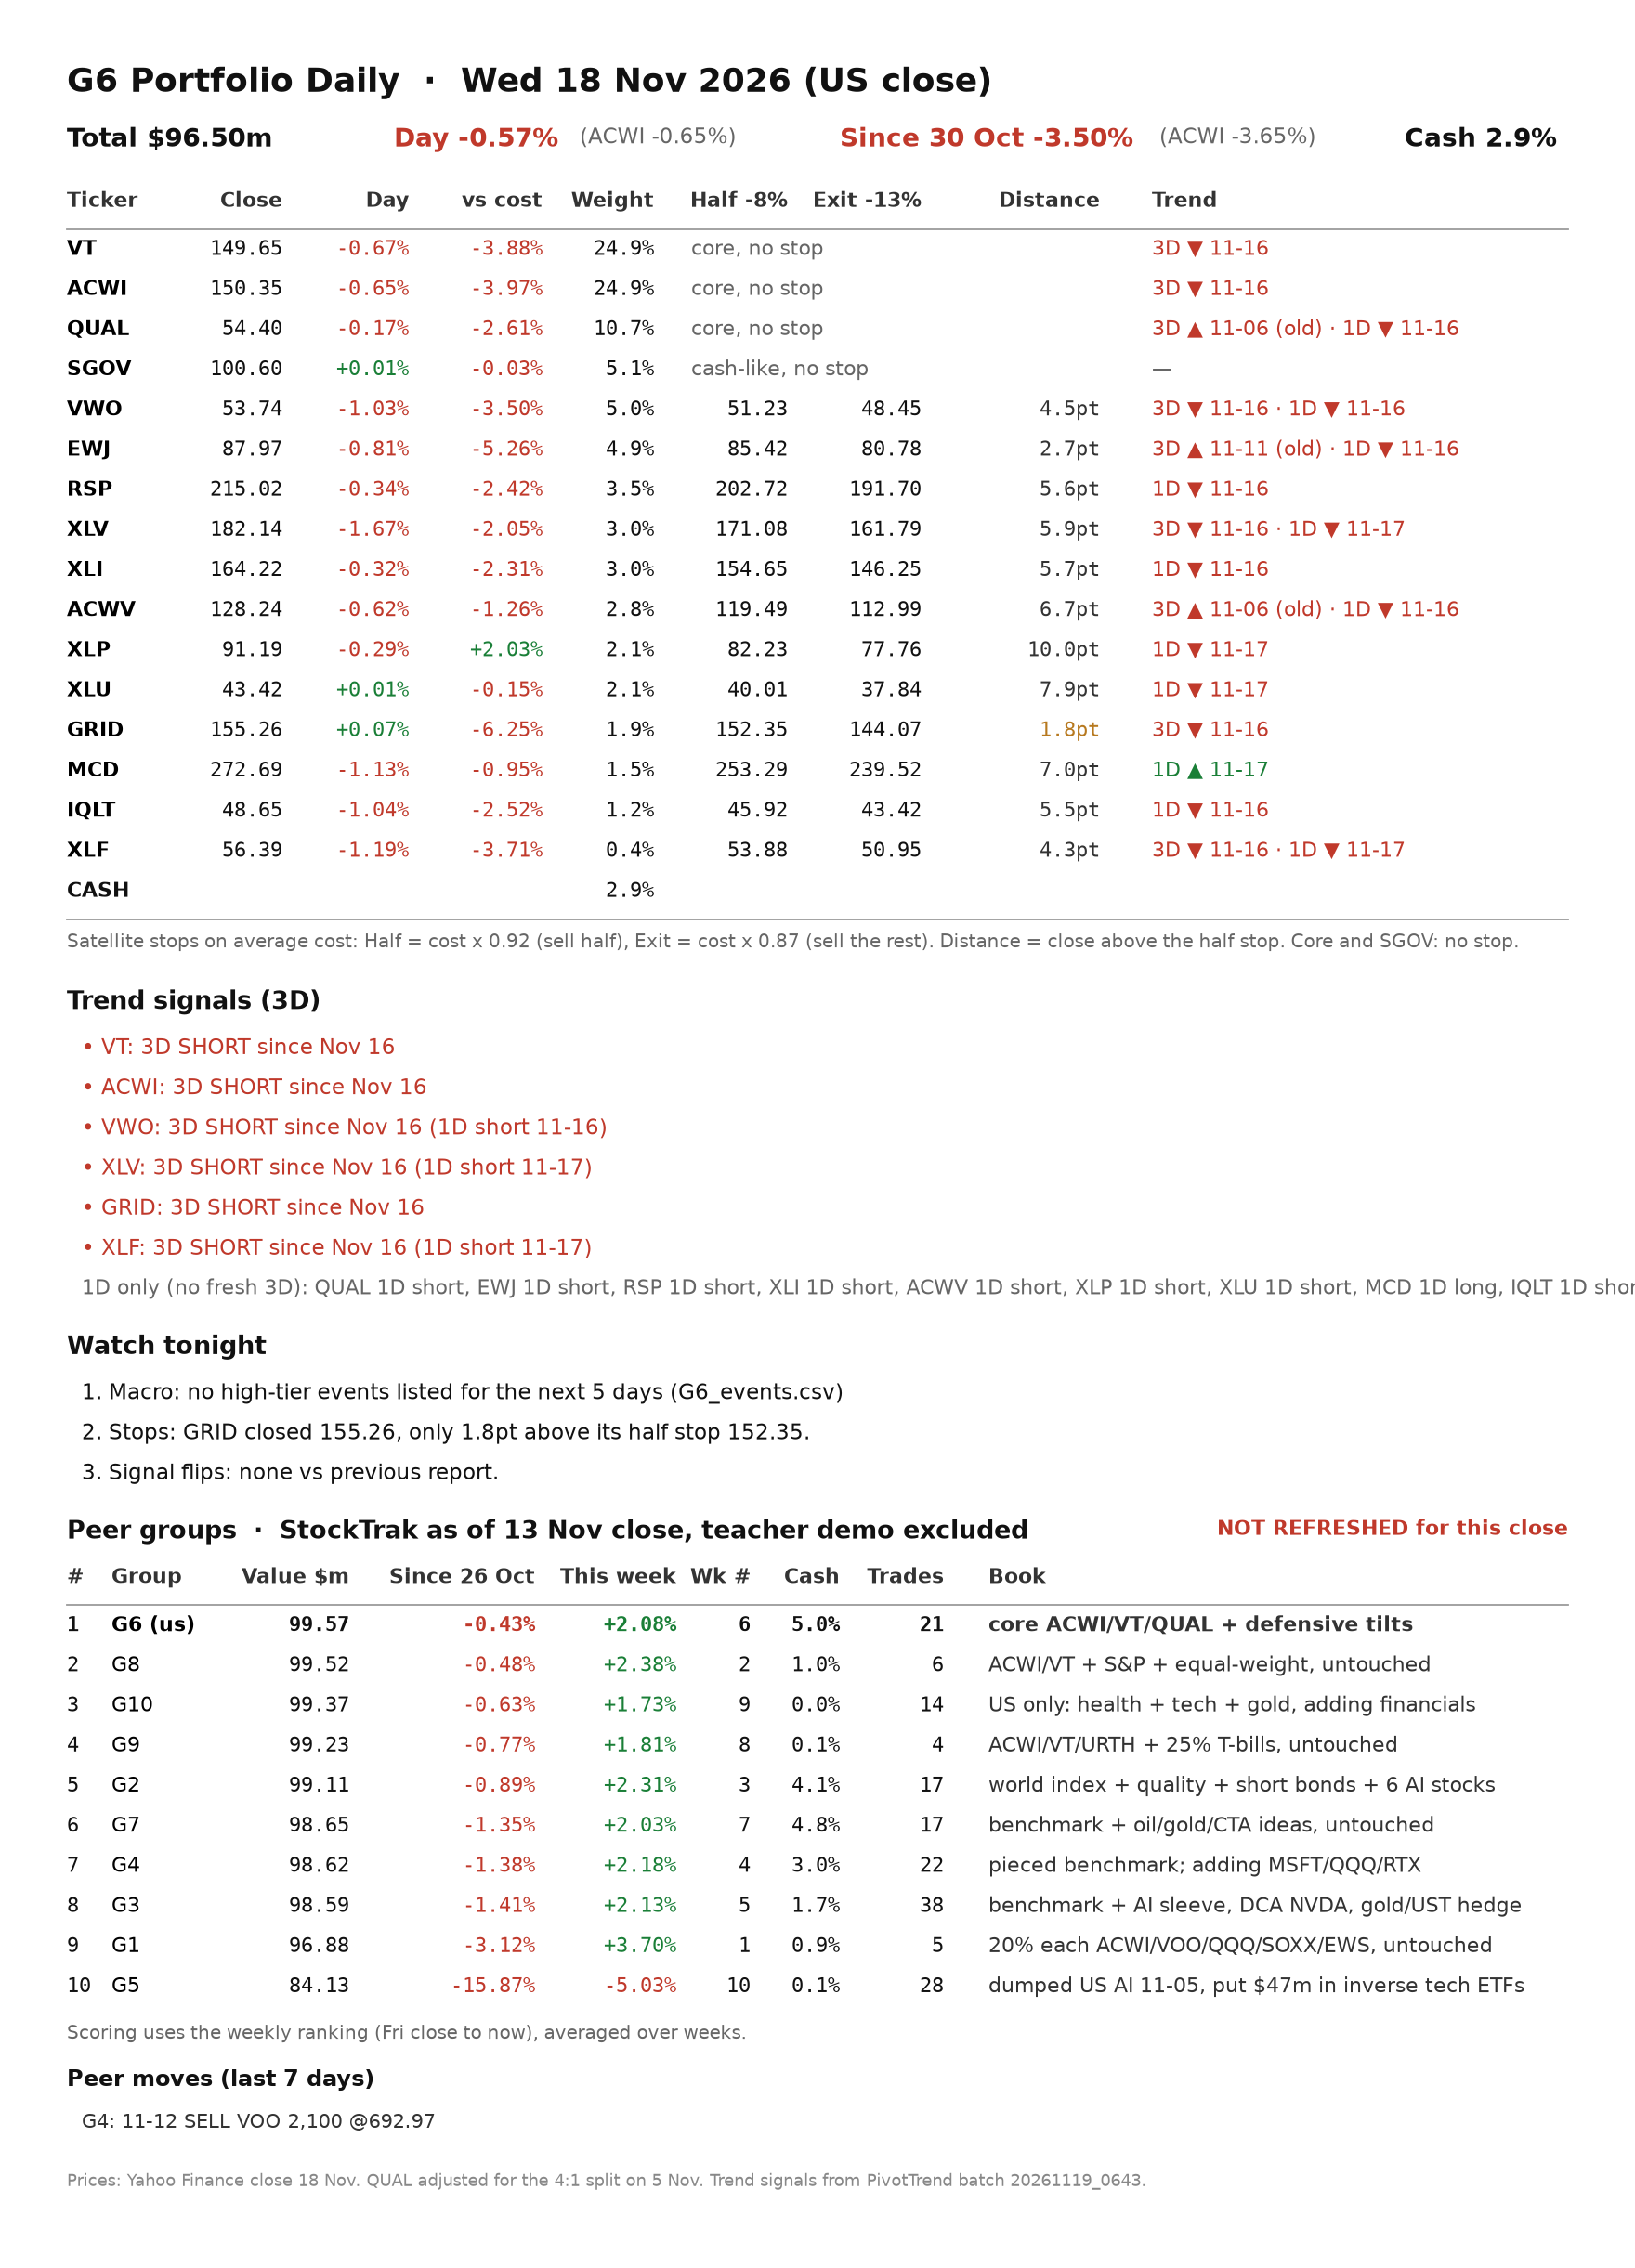 G6 Portfolio Daily · Wed 18 Nov 2026 (US close)
Total $96.50m Day -0.57% (ACWI -0.65%) Since 30 Oct -3.50% (ACWI -3.65%) Cash 2.9%
Ticker Close Day vs cost Weight Half -8% Exit -13% Distance Trend
VT 149.65 -0.67% -3.88% 24.9% core, no stop 3D ▼ 11-16
ACWI 150.35 -0.65% -3.97% 24.9% core, no stop 3D ▼ 11-16
QUAL 54.40 -0.17% -2.61% 10.7% core, no stop 3D ▲ 11-06 (old) · 1D ▼ 11-16
SGOV 100.60 +0.01% -0.03% 5.1% cash-like, no stop —
VWO 53.74 -1.03% -3.50% 5.0% 51.23 48.45 4.5pt 3D ▼ 11-16 · 1D ▼ 11-16
EWJ 87.97 -0.81% -5.26% 4.9% 85.42 80.78 2.7pt 3D ▲ 11-11 (old) · 1D ▼ 11-16
RSP 215.02 -0.34% -2.42% 3.5% 202.72 191.70 5.6pt 1D ▼ 11-16
XLV 182.14 -1.67% -2.05% 3.0% 171.08 161.79 5.9pt 3D ▼ 11-16 · 1D ▼ 11-17
XLI 164.22 -0.32% -2.31% 3.0% 154.65 146.25 5.7pt 1D ▼ 11-16
ACWV 128.24 -0.62% -1.26% 2.8% 119.49 112.99 6.7pt 3D ▲ 11-06 (old) · 1D ▼ 11-16
XLP 91.19 -0.29% +2.03% 2.1% 82.23 77.76 10.0pt 1D ▼ 11-17
XLU 43.42 +0.01% -0.15% 2.1% 40.01 37.84 7.9pt 1D ▼ 11-17
GRID 155.26 +0.07% -6.25% 1.9% 152.35 144.07 1.8pt 3D ▼ 11-16
MCD 272.69 -1.13% -0.95% 1.5% 253.29 239.52 7.0pt 1D ▲ 11-17
IQLT 48.65 -1.04% -2.52% 1.2% 45.92 43.42 5.5pt 1D ▼ 11-16
XLF 56.39 -1.19% -3.71% 0.4% 53.88 50.95 4.3pt 3D ▼ 11-16 · 1D ▼ 11-17
CASH 2.9%
Satellite stops on average cost: Half = cost x 0.92 (sell half), Exit = cost x 0.87 (sell the rest). Distance = close above the half stop. Core and SGOV: no stop.
Trend signals (3D)
• VT: 3D SHORT since Nov 16
• ACWI: 3D SHORT since Nov 16
• VWO: 3D SHORT since Nov 16 (1D short 11-16)
• XLV: 3D SHORT since Nov 16 (1D short 11-17)
• GRID: 3D SHORT since Nov 16
• XLF: 3D SHORT since Nov 16 (1D short 11-17)
1D only (no fresh 3D): QUAL 1D short, EWJ 1D short, RSP 1D short, XLI 1D short, ACWV 1D short, XLP 1D short, XLU 1D short, MCD 1D long, IQLT 1D shor
Watch tonight
1. Macro: no high-tier events listed for the next 5 days (G6_events.csv)
2. Stops: GRID closed 155.26, only 1.8pt above its half stop 152.35.
3. Signal flips: none vs previous report.
Peer groups · StockTrak as of 13 Nov close, teacher demo excluded NOT REFRESHED for this close
# Group Value $m Since 26 Oct This week Wk # Cash Trades Book
1 G6 (us) 99.57 -0.43% +2.08% 6 5.0% 21 core ACWI/VT/QUAL + defensive tilts
2 G8 99.52 -0.48% +2.38% 2 1.0% 6 ACWI/VT + S&P + equal-weight, untouched
3 G10 99.37 -0.63% +1.73% 9 0.0% 14 US only: health + tech + gold, adding financials
4 G9 99.23 -0.77% +1.81% 8 0.1% 4 ACWI/VT/URTH + 25% T-bills, untouched
5 G2 99.11 -0.89% +2.31% 3 4.1% 17 world index + quality + short bonds + 6 AI stocks
6 G7 98.65 -1.35% +2.03% 7 4.8% 17 benchmark + oil/gold/CTA ideas, untouched
7 G4 98.62 -1.38% +2.18% 4 3.0% 22 pieced benchmark; adding MSFT/QQQ/RTX
8 G3 98.59 -1.41% +2.13% 5 1.7% 38 benchmark + AI sleeve, DCA NVDA, gold/UST hedge
9 G1 96.88 -3.12% +3.70% 1 0.9% 5 20% each ACWI/VOO/QQQ/SOXX/EWS, untouched
10 G5 84.13 -15.87% -5.03% 10 0.1% 28 dumped US AI 11-05, put $47m in inverse tech ETFs
Scoring uses the weekly ranking (Fri close to now), averaged over weeks.
Peer moves (last 7 days)
G4: 11-12 SELL VOO 2,100 @692.97
Prices: Yahoo Finance close 18 Nov. QUAL adjusted for the 4:1 split on 5 Nov. Trend signals from PivotTrend batch 20261119_0643.